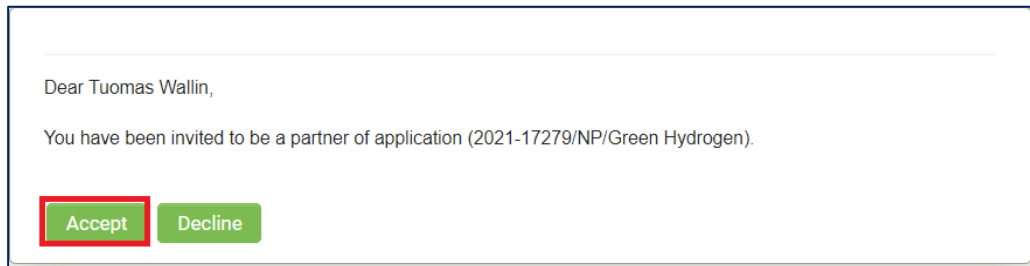 Dear Tuomas Wallin,
You have been invited to be a partner of application (2021-17279/NP/Green Hydrogen).
Accept Decline